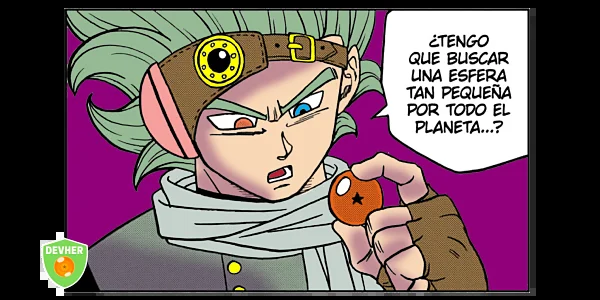 ¿TENGO
QUE BUSCAR
UNA ESFERA
TAN PEQUEÑA
POR TODO EL
PLANETA...?
DEVHER